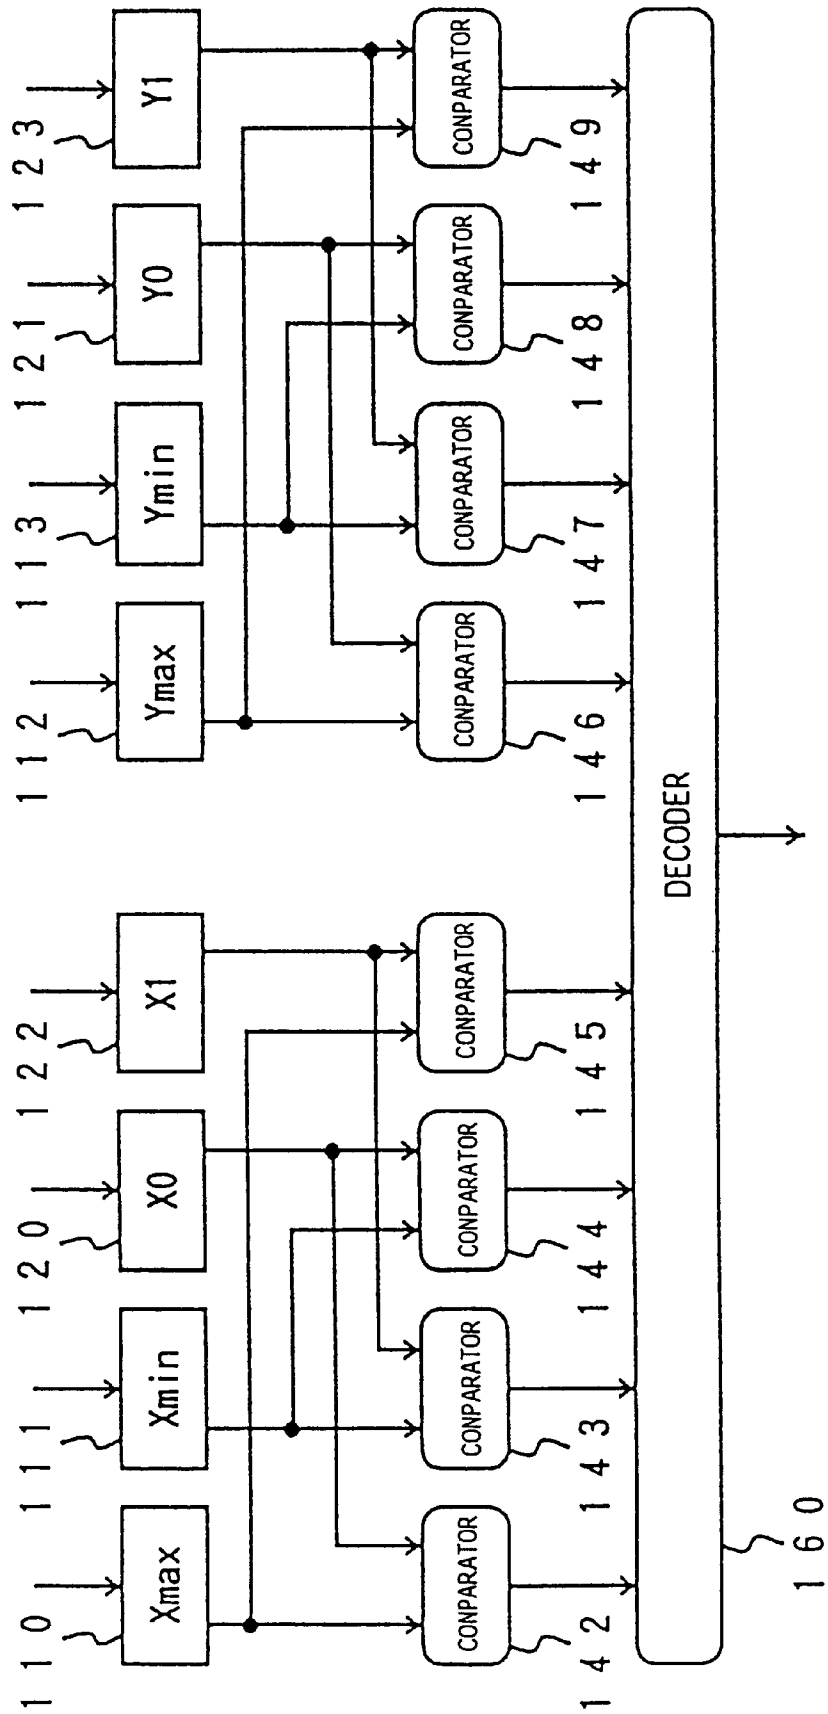 110 111 120 122 112 113 121 123
Xmax Xmin X0 X1 Ymax Ymin Y0 Y1
CONPARATOR CONPARATOR CONPARATOR CONPARATOR CONPARATOR CONPARATOR CONPARATOR CONPARATOR
142 143 144 145 146 147 148 149
DECODER
160